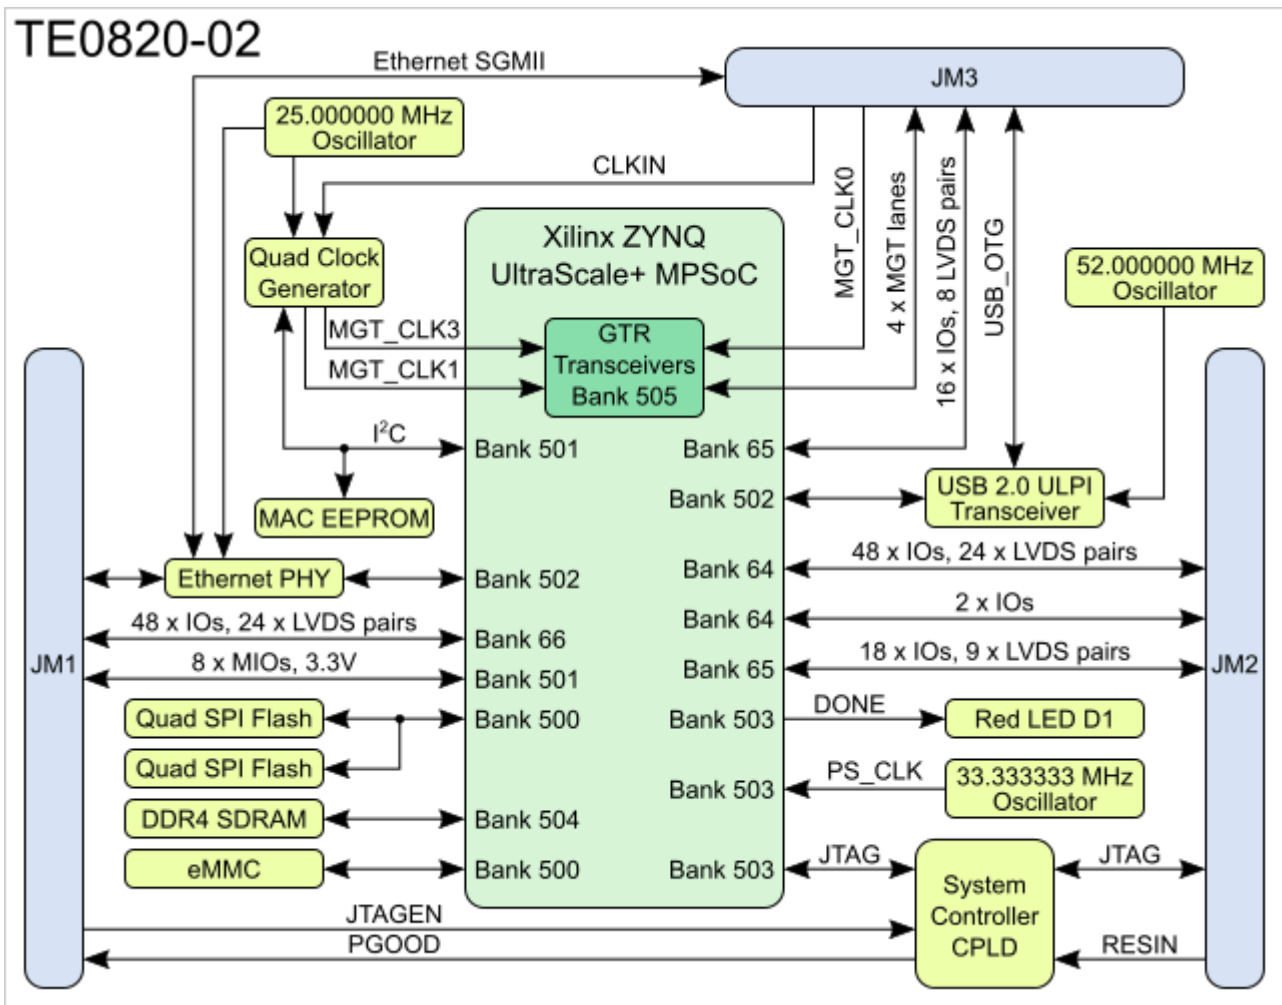 TE0820-02
Ethernet SGMII
JM3
25.000000 MHz
Oscillator
CLKIN
MGT_CLK0
4 x MGT lanes
16 x IOs, 8 LVDS pairs
USB_OTG
Xilinx ZYNQ
UltraScale+ MPSoC
Quad Clock
Generator
52.000000 MHz
Oscillator
MGT_CLK3
MGT_CLK1
GTR
Transceivers
Bank 505
I²C
Bank 501
Bank 65
MAC EEPROM
Bank 502
USB 2.0 ULPI
Transceiver
Ethernet PHY
Bank 502
Bank 64
48 x IOs, 24 x LVDS pairs
48 x IOs, 24 x LVDS pairs
Bank 66
Bank 64
2 x IOs
JM1
8 x MIOs, 3.3V
Bank 501
Bank 65
18 x IOs, 9 x LVDS pairs
JM2
Quad SPI Flash
Bank 500
Bank 503
DONE
Red LED D1
Quad SPI Flash
Bank 503
PS_CLK
33.333333 MHz
Oscillator
DDR4 SDRAM
Bank 504
eMMC
Bank 500
Bank 503
JTAG
System
Controller
CPLD
JTAG
JTAGEN
PGOOD
RESIN